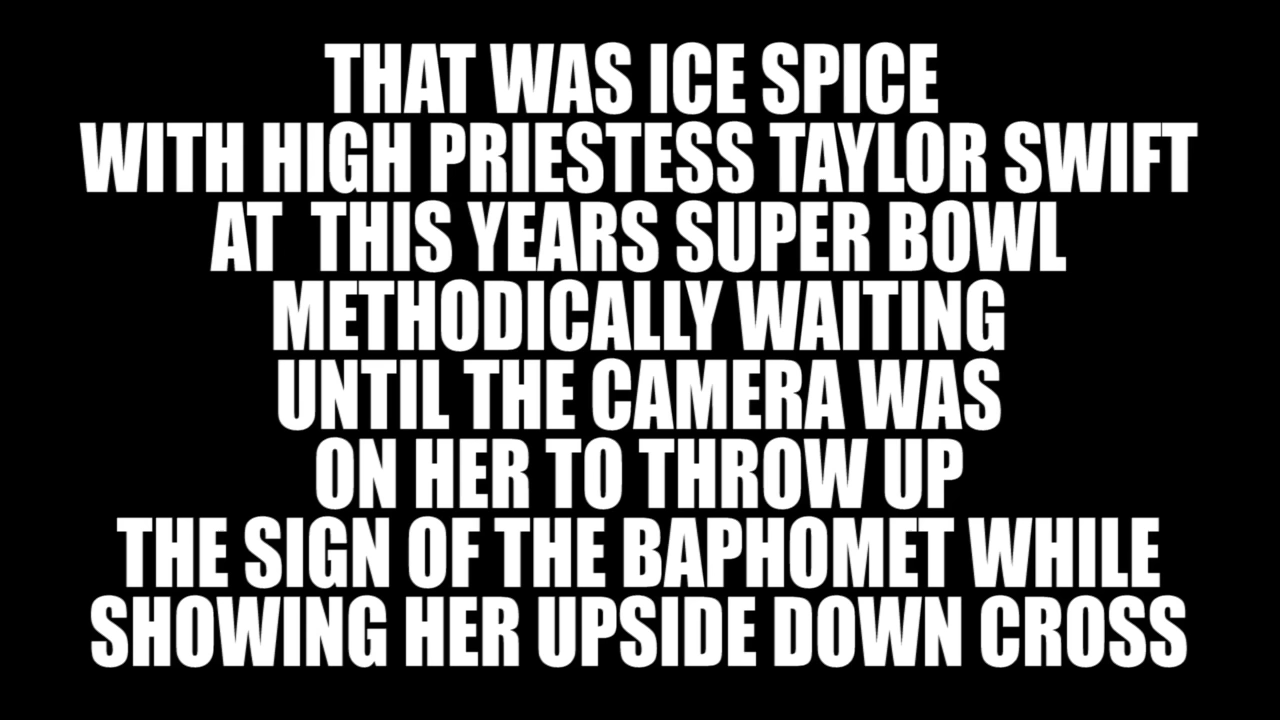 THAT WAS ICE SPICE
WITH HIGH PRIESTESS TAYLOR SWIFT
AT THIS YEARS SUPER BOWL
METHODICALLY WAITING
UNTIL THE CAMERA WAS
ON HER TO THROW UP
THE SIGN OF THE BAPHOMET WHILE
SHOWING HER UPSIDE DOWN CROSS